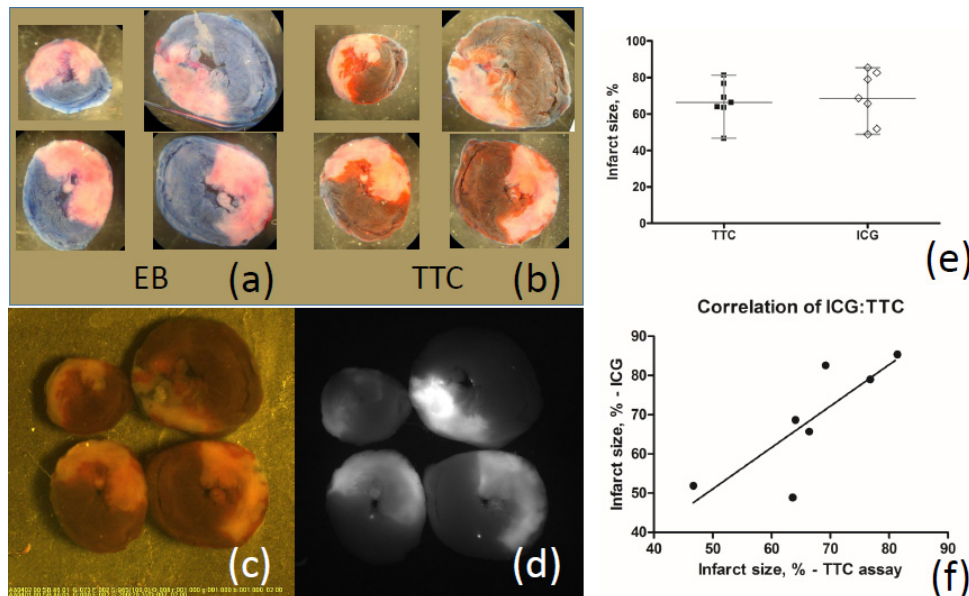 EB
(a)
TTC
(b)
(c)
(d)
Infarct size, %
100
80
60
40
20
0
TTC
ICG
(e)
Correlation of ICG:TTC
Infarct size, % - ICG
90
80
70
60
50
40
40
50
60
70
80
90
Infarct size, % - TTC assay
(f)